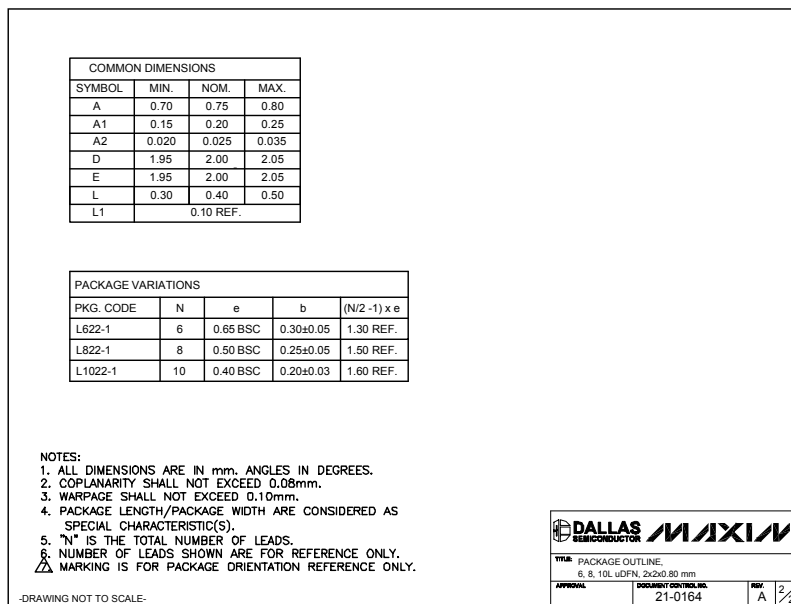 COMMON DIMENSIONS
SYMBOL MIN. NOM. MAX.
A 0.70 0.75 0.80
A1 0.15 0.20 0.25
A2 0.020 0.025 0.035
D 1.95 2.00 2.05
E 1.95 2.00 2.05
L 0.30 0.40 0.50
L1 0.10 REF.
PACKAGE VARIATIONS
PKG. CODE N e b (N/2 -1) x e
L622-1 6 0.65 BSC 0.30±0.05 1.30 REF.
L822-1 8 0.50 BSC 0.25±0.05 1.50 REF.
L1022-1 10 0.40 BSC 0.20±0.03 1.60 REF.
NOTES:
1. ALL DIMENSIONS ARE IN mm. ANGLES IN DEGREES.
2. COPLANARITY SHALL NOT EXCEED 0.08mm.
3. WARPAGE SHALL NOT EXCEED 0.10mm.
4. PACKAGE LENGTH/PACKAGE WIDTH ARE CONSIDERED AS
SPECIAL CHARACTERISTIC(S).
5. "N" IS THE TOTAL NUMBER OF LEADS.
6. NUMBER OF LEADS SHOWN ARE FOR REFERENCE ONLY.
7. MARKING IS FOR PACKAGE ORIENTATION REFERENCE ONLY.
-DRAWING NOT TO SCALE-
DALLAS SEMICONDUCTOR MAXIM
TITLE: PACKAGE OUTLINE,
6, 8, 10L uDFN, 2x2x0.80 mm
APPROVAL DOCUMENT CONTROL NO. REV.
21-0164 A 2/2